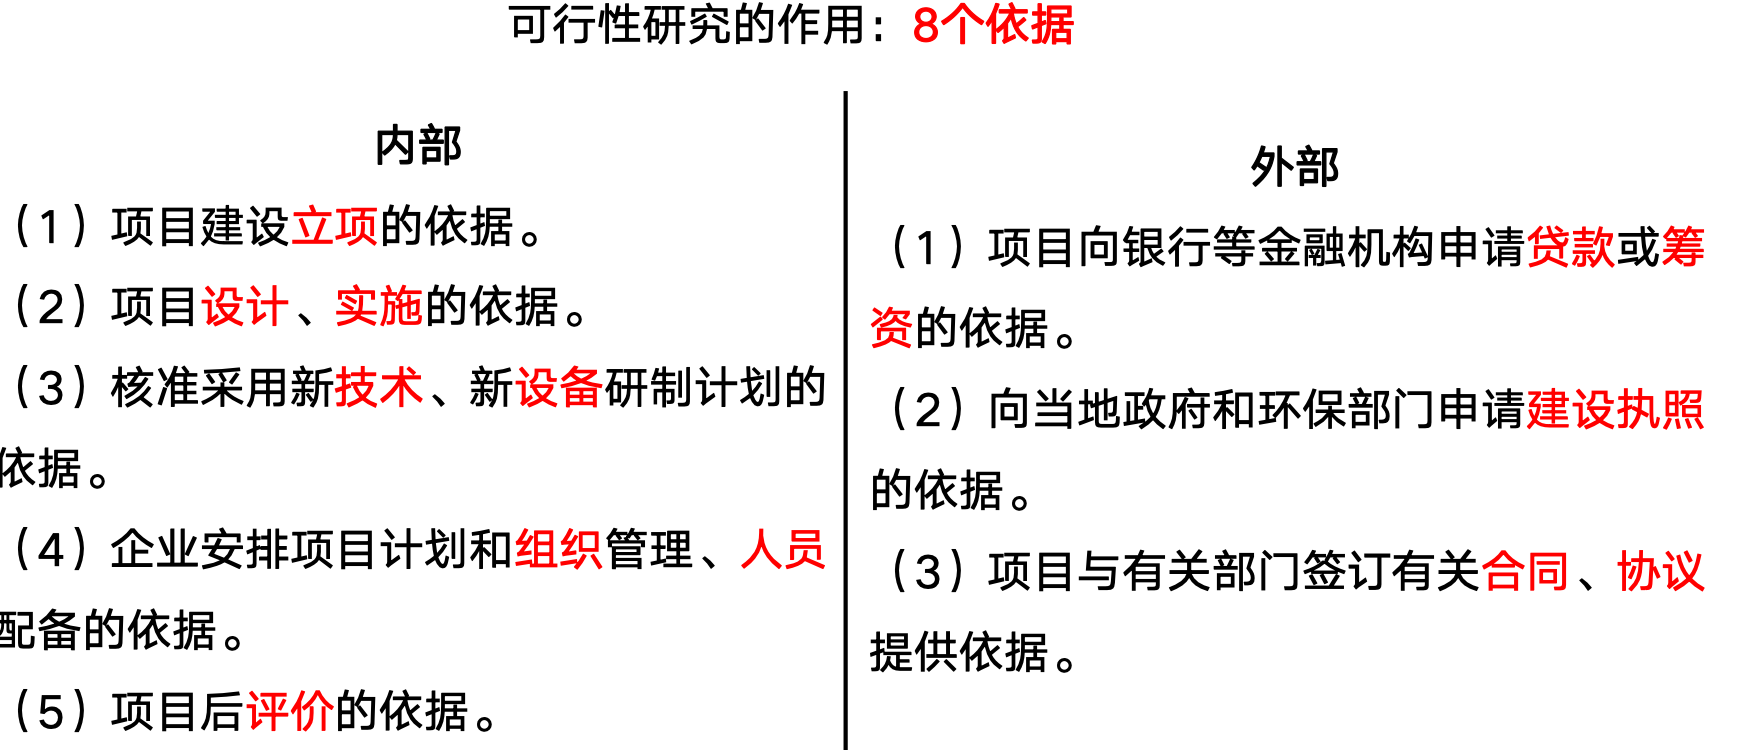 可行性研究的作用：8个依据
内部
（1）项目建设立项的依据。
（2）项目设计、实施的依据。
（3）核准采用新技术、新设备研制计划的
依据。
（4）企业安排项目计划和组织管理、人员
配备的依据。
（5）项目后评价的依据。
外部
（1）项目向银行等金融机构申请贷款或筹
资的依据。
（2）向当地政府和环保部门申请建设执照
的依据。
（3）项目与有关部门签订有关合同、协议
提供依据。